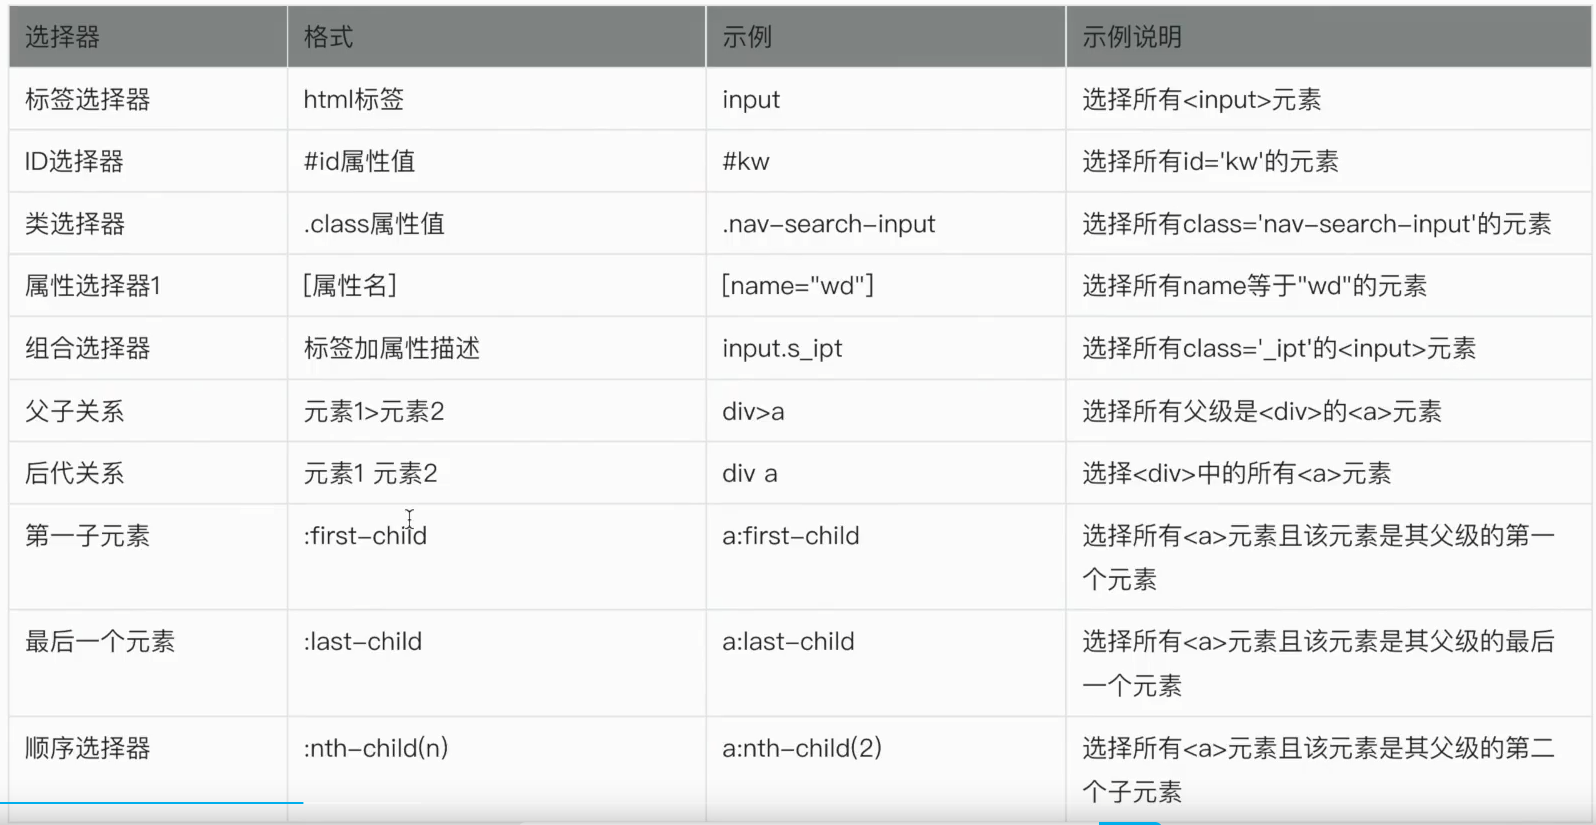 选择器 格式 示例 示例说明
标签选择器 html标签 input 选择所有<input>元素
ID选择器 #id属性值 #kw 选择所有id='kw'的元素
类选择器 .class属性值 .nav-search-input 选择所有class='nav-search-input'的元素
属性选择器1 [属性名] [name="wd"] 选择所有name等于"wd"的元素
组合选择器 标签加属性描述 input.s_ipt 选择所有class='_ipt'的<input>元素
父子关系 元素1>元素2 div>a 选择所有父级是<div>的<a>元素
后代关系 元素1 元素2 div a 选择<div>中的所有<a>元素
第一子元素 :first-child a:first-child 选择所有<a>元素且该元素是其父级的第一
个元素
最后一个元素 :last-child a:last-child 选择所有<a>元素且该元素是其父级的最后
一个元素
顺序选择器 :nth-child(n) a:nth-child(2) 选择所有<a>元素且该元素是其父级的第二
个子元素